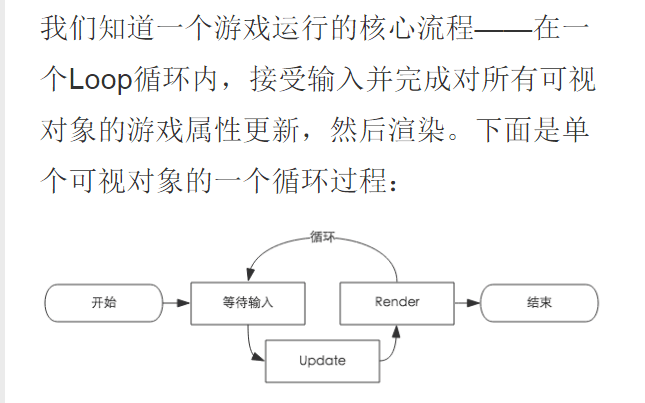 我们知道一个游戏运行的核心流程——在一
个Loop循环内，接受输入并完成对所有可视
对象的游戏属性更新，然后渲染。下面是单
个可视对象的一个循环过程：
循环
开始
等待输入
Render
结束
Update